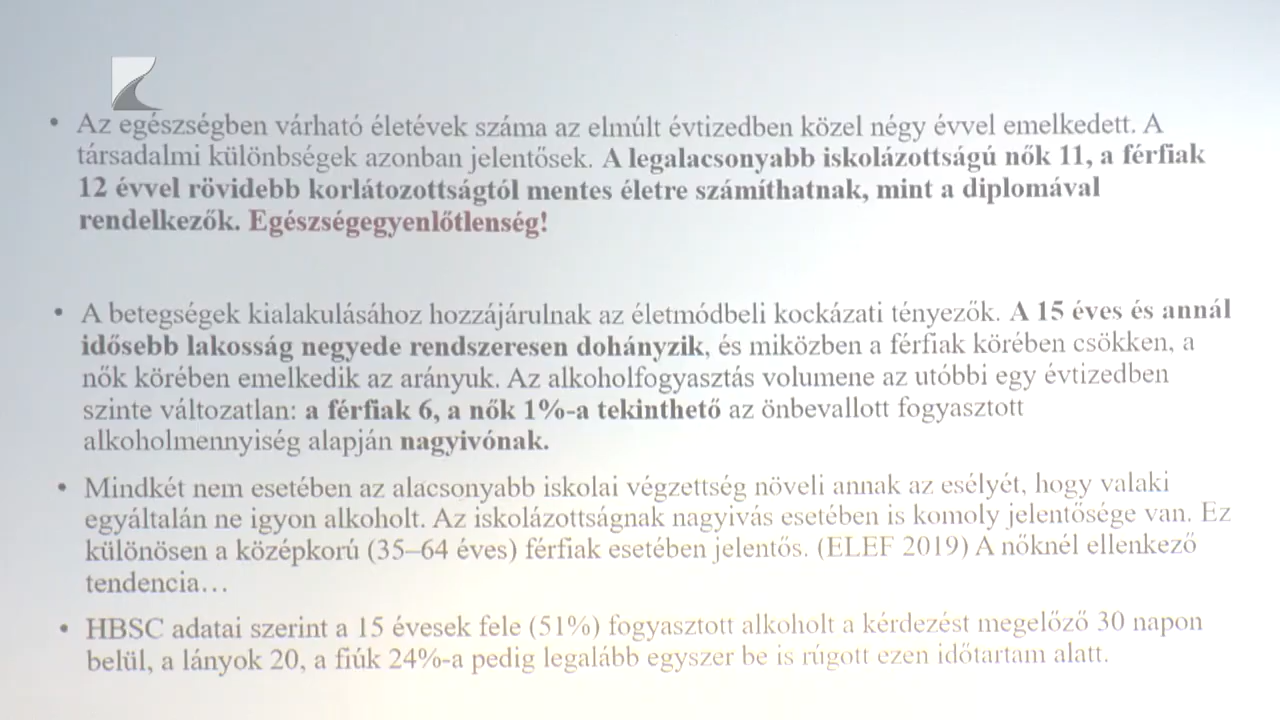 • Az egészségben várható életévek száma az elmúlt évtizedben közel négy évvel emelkedett. A
társadalmi különbségek azonban jelentősek. A legalacsonyabb iskolázottságú nők 11, a férfiak
12 évvel rövidebb korlátozottságtól mentes életre számíthatnak, mint a diplomával
rendelkezők. Egészségegyenlőtlenség!
• A betegségek kialakulásához hozzájárulnak az életmódbeli kockázati tényezők. A 15 éves és annál
idősebb lakosság negyede rendszeresen dohányzik, és miközben a férfiak körében csökken, a
nők körében emelkedik az arányuk. Az alkoholfogyasztás volumene az utóbbi egy évtizedben
szinte változatlan: a férfiak 6, a nők 1%-a tekinthető az önbevallott fogyasztott
alkoholmennyiség alapján nagyivónak.
• Mindkét nem esetében az alacsonyabb iskolai végzettség növeli annak az esélyét, hogy valaki
egyáltalán ne igyon alkoholt. Az iskolázottságnak nagyivás esetében is komoly jelentősége van. Ez
különösen a középkorú (35–64 éves) férfiak esetében jelentős. (ELEF 2019) A nőknél ellenkező
tendencia…
• HBSC adatai szerint a 15 évesek fele (51%) fogyasztott alkoholt a kérdezést megelőző 30 napon
belül, a lányok 20, a fiúk 24%-a pedig legalább egyszer be is rúgott ezen időtartam alatt.